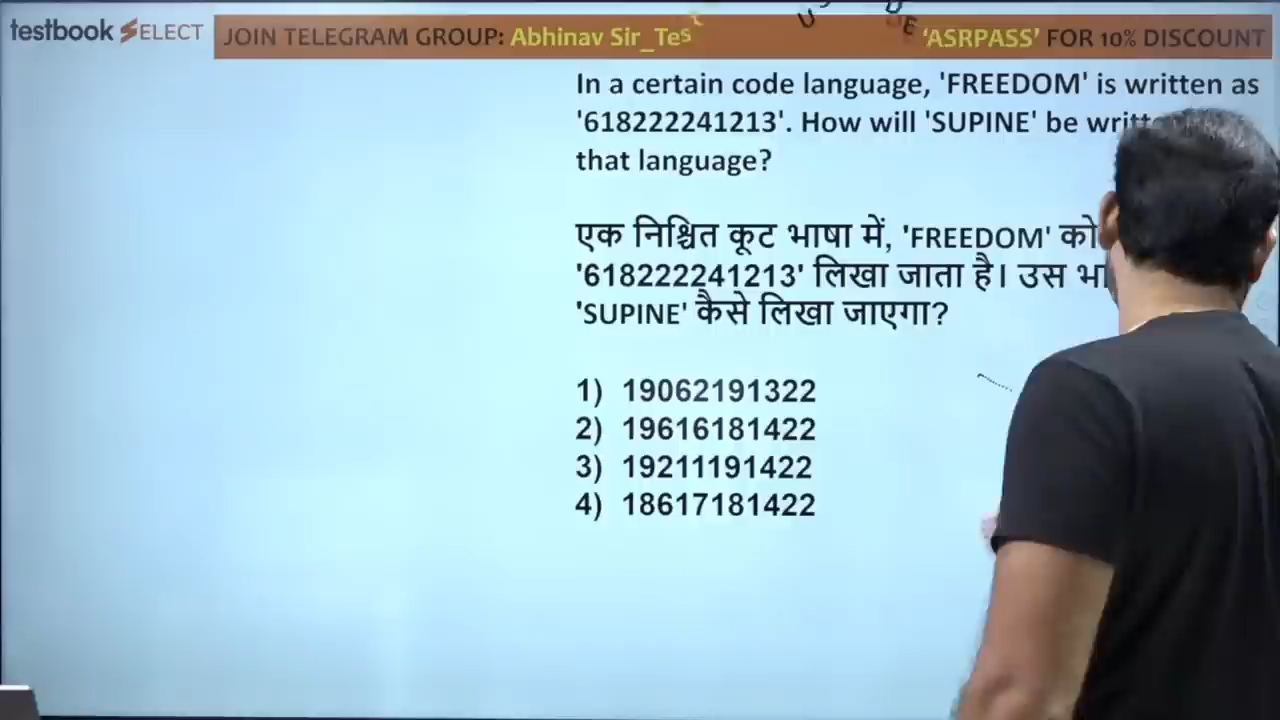 testbook SELECT
JOIN TELEGRAM GROUP: Abhinav Sir_Tes
'ASRPASS' FOR 10% DISCOUNT
In a certain code language, 'FREEDOM' is written as
'618222241213'. How will 'SUPINE' be
that language?
एक निश्चित कूट भाषा में, 'FREEDOM' को
'618222241213' लिखा जाता है। उस
'SUPINE' कैसे लिखा जाएगा?
1) 19062191322
2) 19616181422
3) 19211191422
4) 18617181422